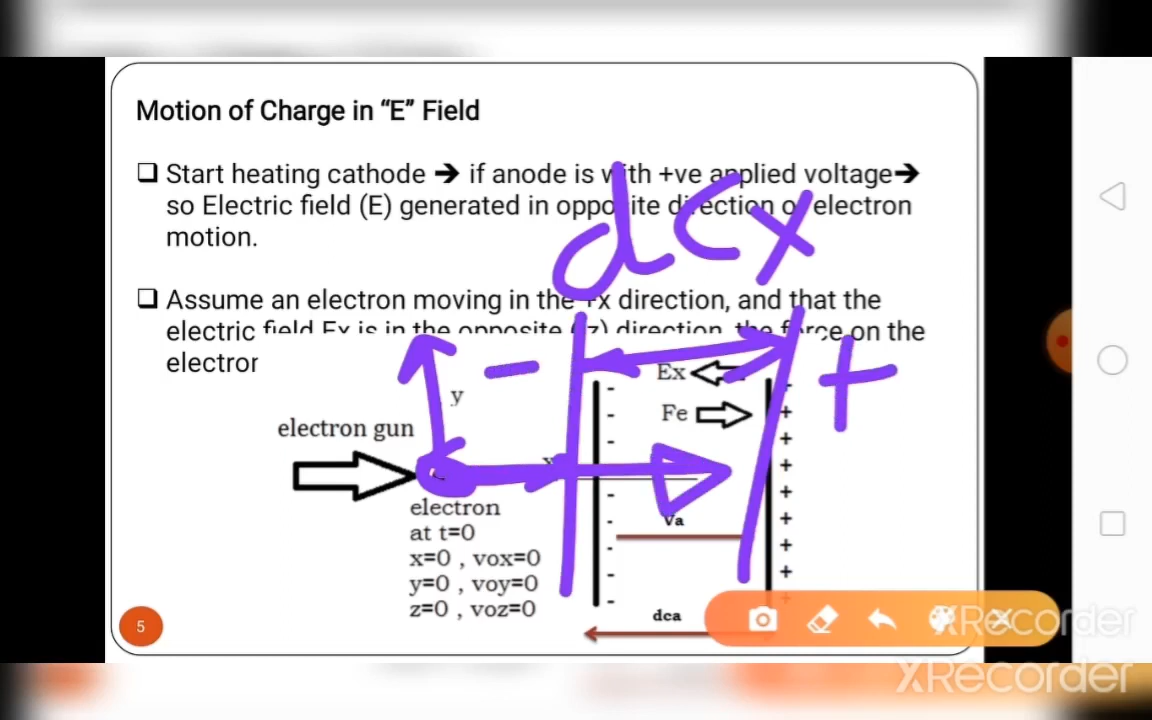 Motion of Charge in “E” Field
❑ Start heating cathode ➔ if anode is with +ve applied voltage➔
so Electric field (E) generated in opposite direction of electron
motion.
❑ Assume an electron moving in the +x direction, and that the
electric field Ex is in the opposite direction, the force on the
electror
dcx
-
+
Ex
y
Fe
electron gun
x
electron
at t=0
x=0 , vox=0
y=0 , voy=0
z=0 , voz=0
Va
dca
5
XRecorder
XRecorder